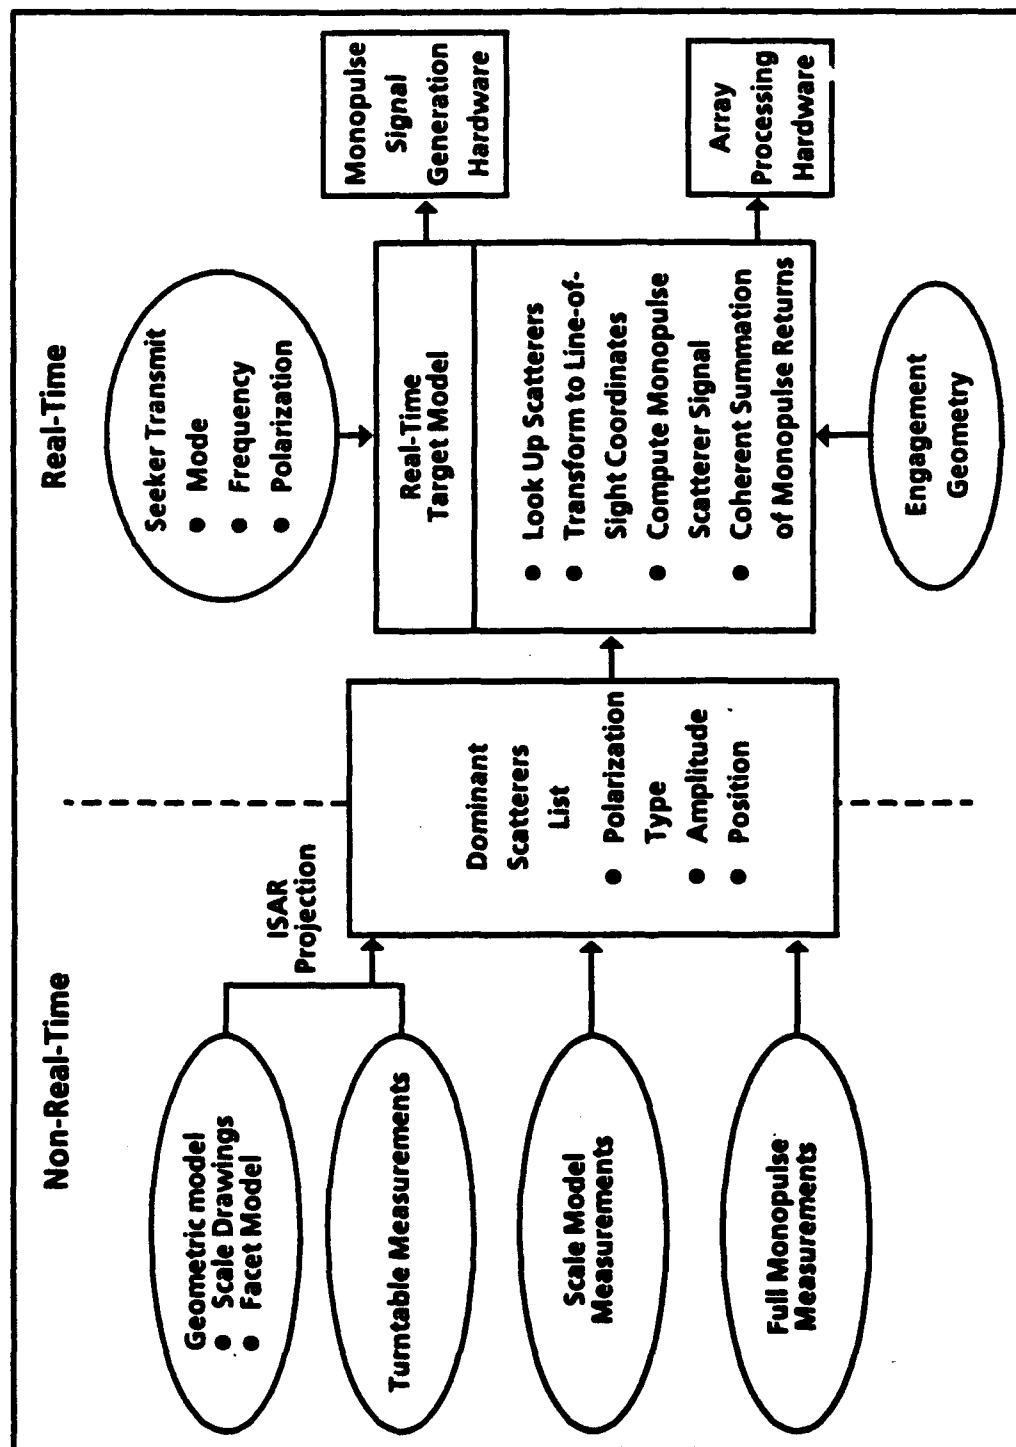 Non-Real-Time
Real-Time
Geometric model
● Scale Drawings
● Facet Model
Turntable Measurements
Scale Model
Measurements
Full Monopulse
Measurements
ISAR
Projection
Dominant
Scatterers
List
● Polarization
Type
● Amplitude
● Position
Seeker Transmit
● Mode
● Frequency
● Polarization
Real-Time
Target Model
● Look Up Scatterers
● Transform to Line-of-
Sight Coordinates
● Compute Monopulse
Scatterer Signal
● Coherent Summation
of Monopulse Returns
Engagement
Geometry
Monopulse
Signal
Generation
Hardware
Array
Processing
Hardware